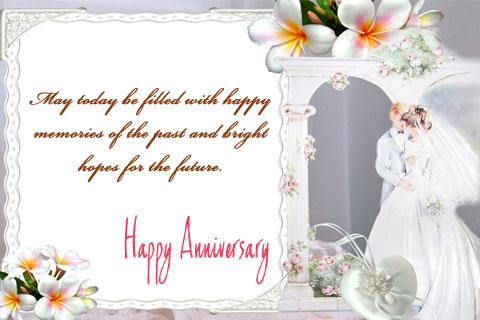 May today be filled with happy
memories of the past and bright
hopes for the future.
Happy Anniversary